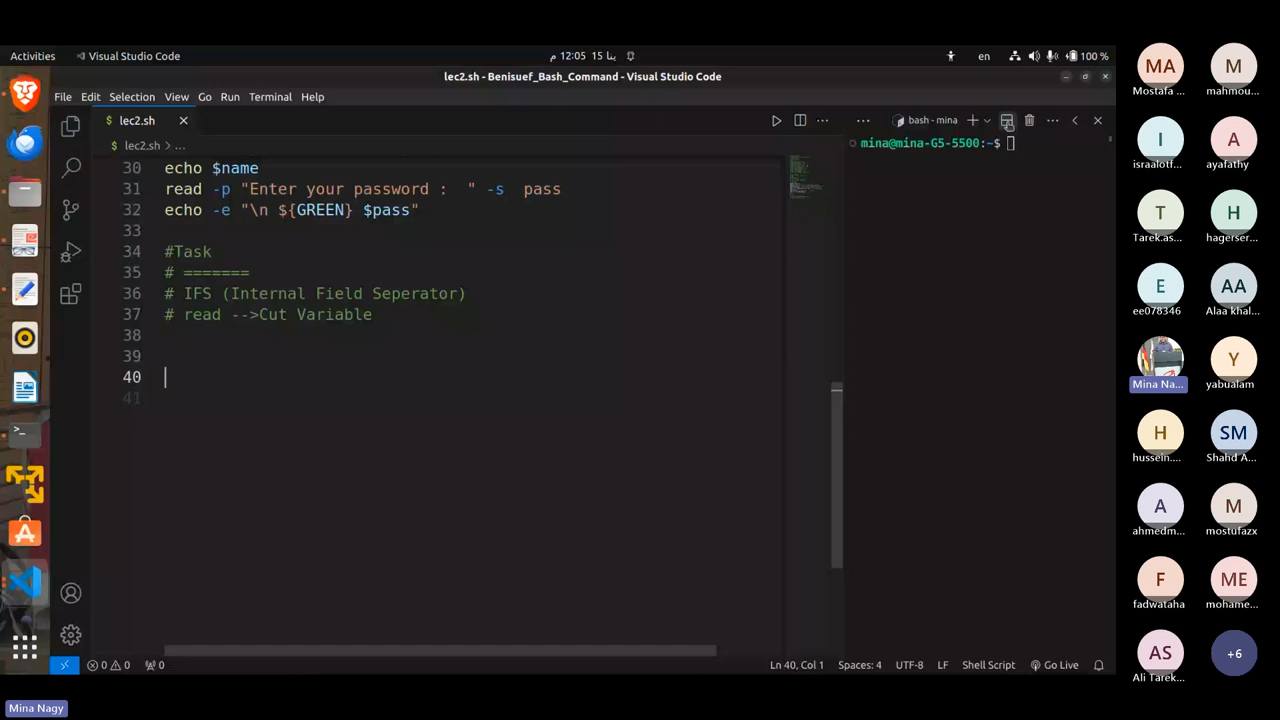 Activities
Visual Studio Code
ينا 15 12:05 م
en
100 %
lec2.sh - Benisuef_Bash_Command - Visual Studio Code
File Edit Selection View Go Run Terminal Help
lec2.sh
bash - mina
lec2.sh > ...
mina@mina-G5-5500:~$
30 echo $name
31 read -p "Enter your password :  " -s  pass
32 echo -e "\n ${GREEN} $pass"
33
34 #Task
35 # =======
36 # IFS (Internal Field Seperator)
37 # read -->Cut Variable
38
39
40
41
0 0 0
Ln 40, Col 1 Spaces: 4 UTF-8 LF Shell Script Go Live
Mina Nagy
MA M
Mostafa ... mahmou...
I A
israalotf... ayafathy
T H
Tarek.as... hagerser...
E AA
ee078346 Alaa khal...
Y
Mina Na... yabualam
H SM
hussein.... Shahd A...
A M
ahmedm... mostufazx
F ME
fadwataha mohame...
AS +6
Ali Tarek...